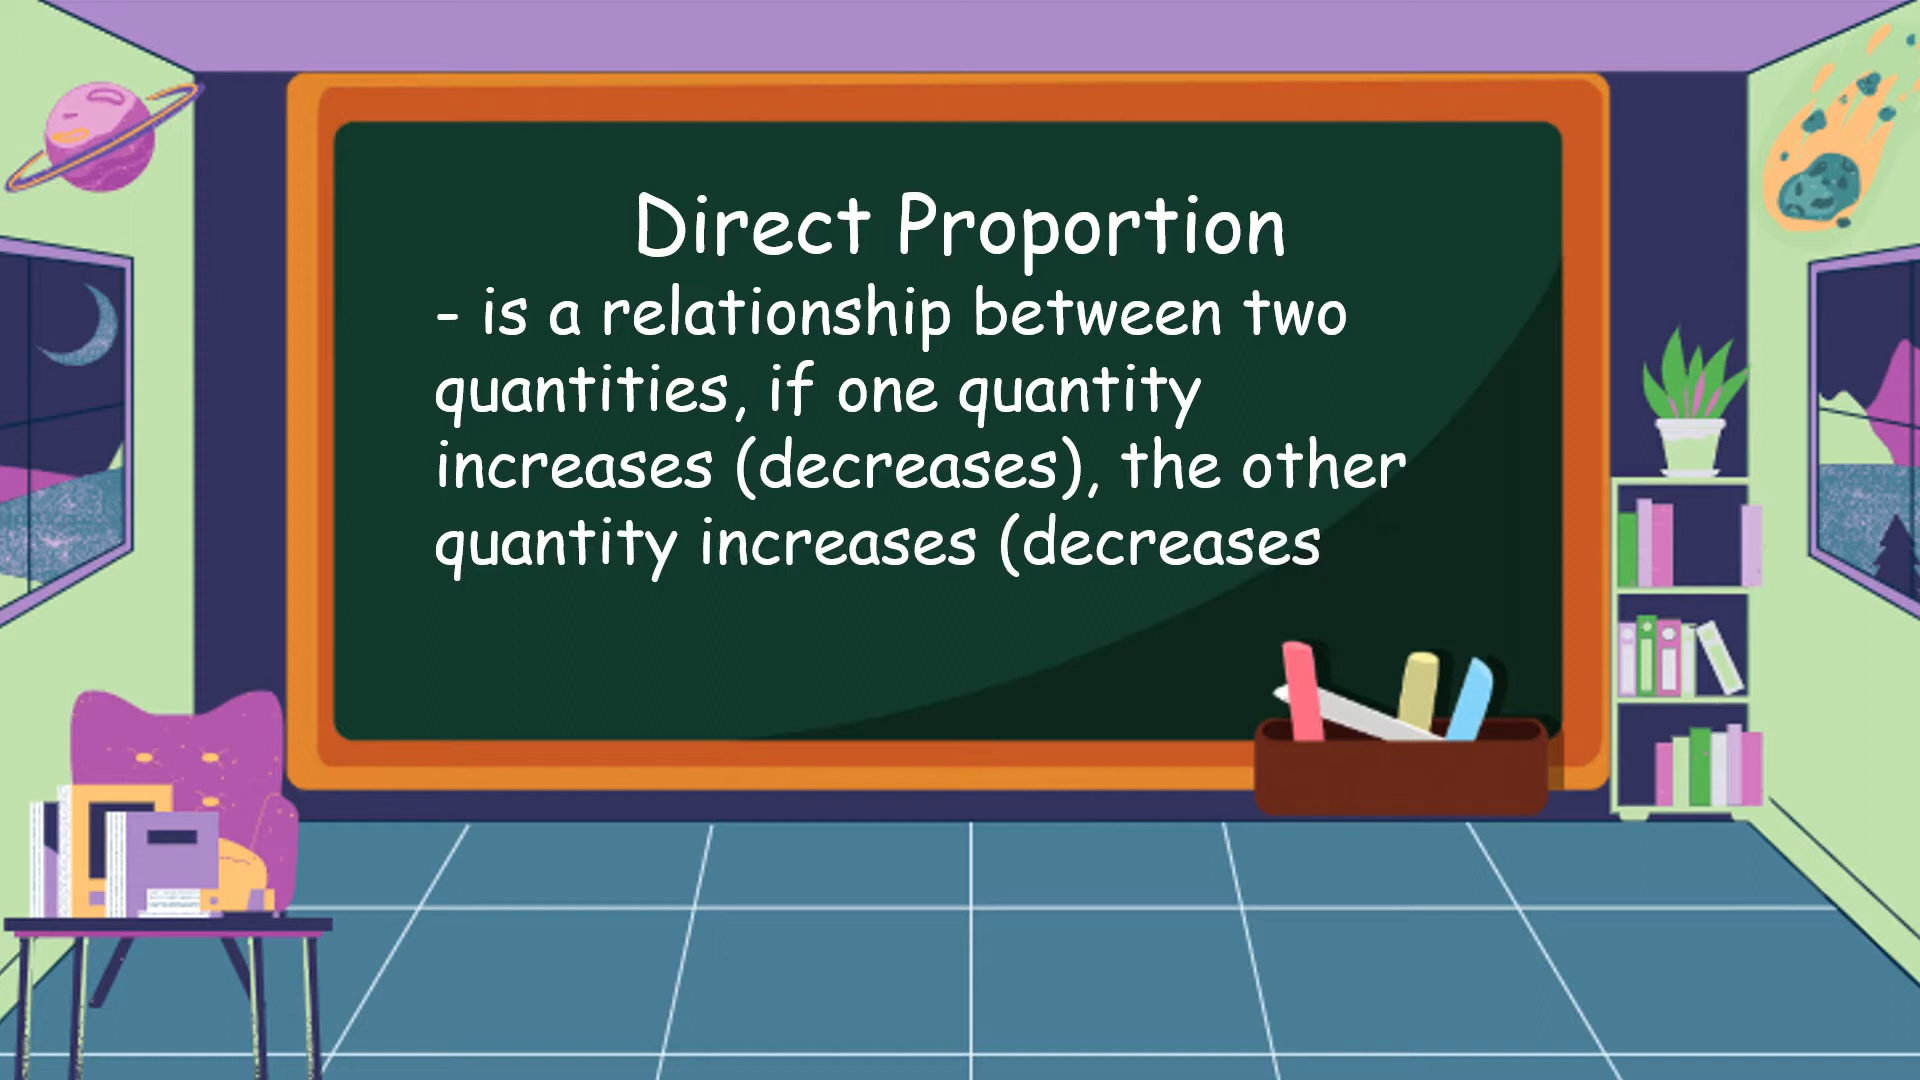 Direct Proportion
- is a relationship between two
quantities, if one quantity
increases (decreases), the other
quantity increases (decreases